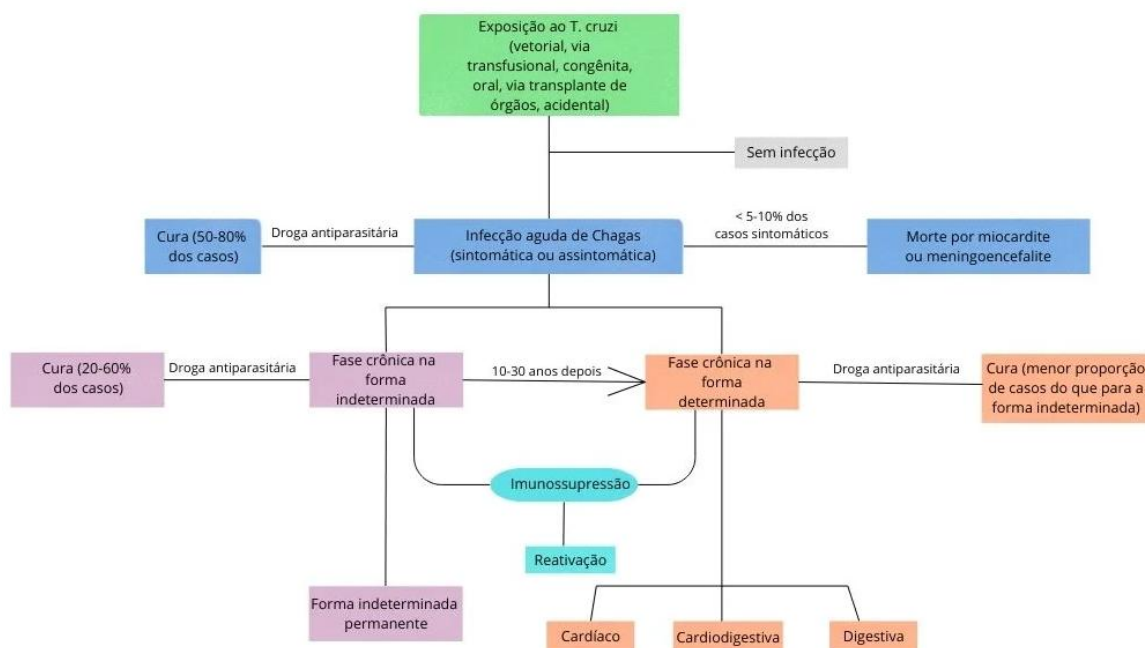 Exposição ao T. cruzi
(vetorial, via
transfusional, congênita,
oral, via transplante de
órgãos, acidental)
Sem infecção
Cura (50-80%
dos casos)
Droga antiparasitária
Infecção aguda de Chagas
(sintomática ou assintomática)
< 5-10% dos
casos sintomáticos
Morte por miocardite
ou meningoencefalite
Cura (20-60%
dos casos)
Droga antiparasitária
Fase crônica na
forma
indeterminada
10-30 anos depois
Fase crônica na
forma
determinada
Droga antiparasitária
Cura (menor proporção
de casos do que para a
forma indeterminada)
Imunossupressão
Reativação
Forma indeterminada
permanente
Cardíaco
Cardiodigestiva
Digestiva